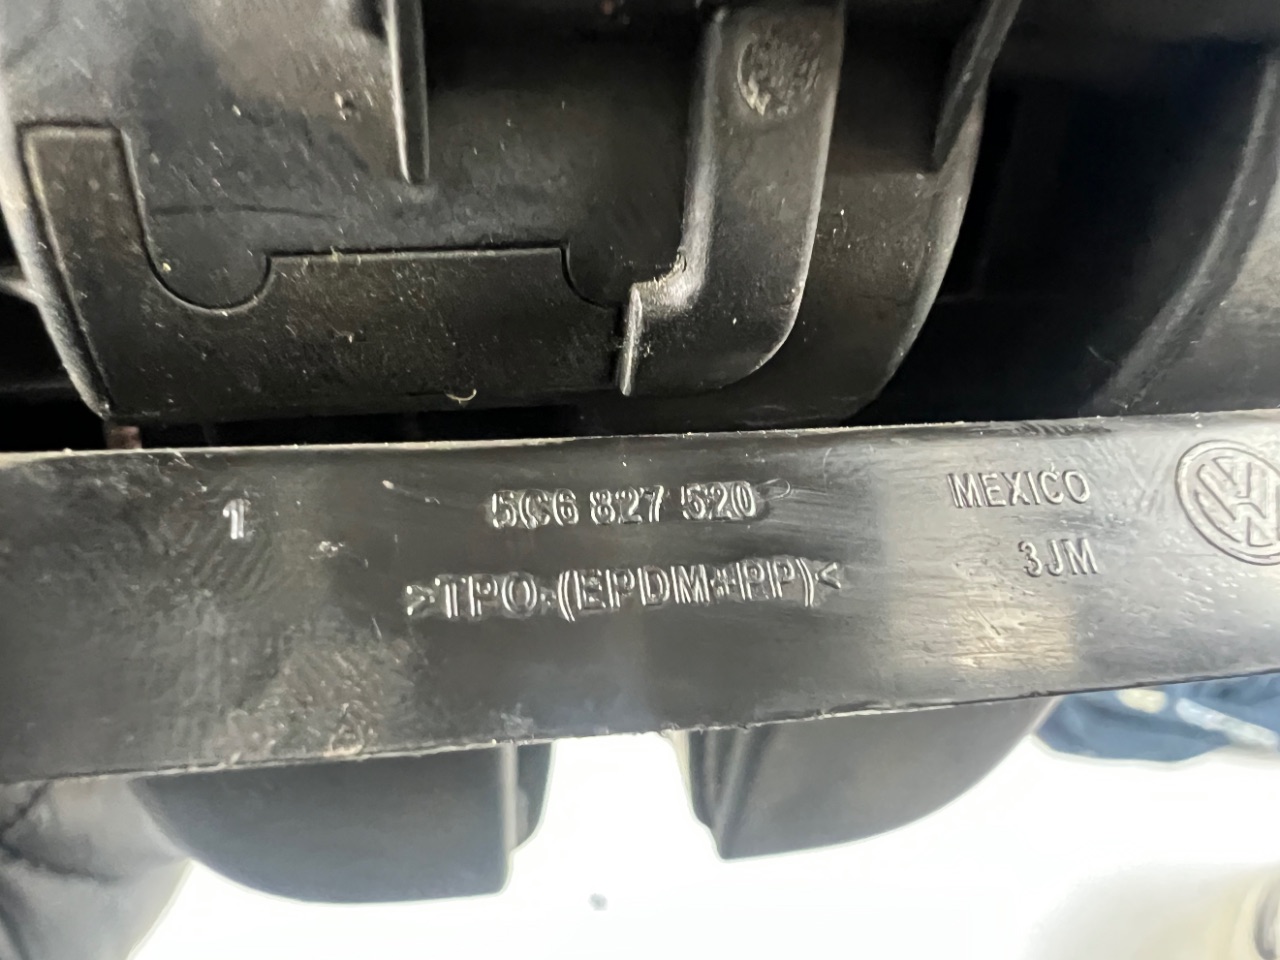 1
5C6 827 520
>TPO-(EPDM+PP)<
MEXICO
3JM